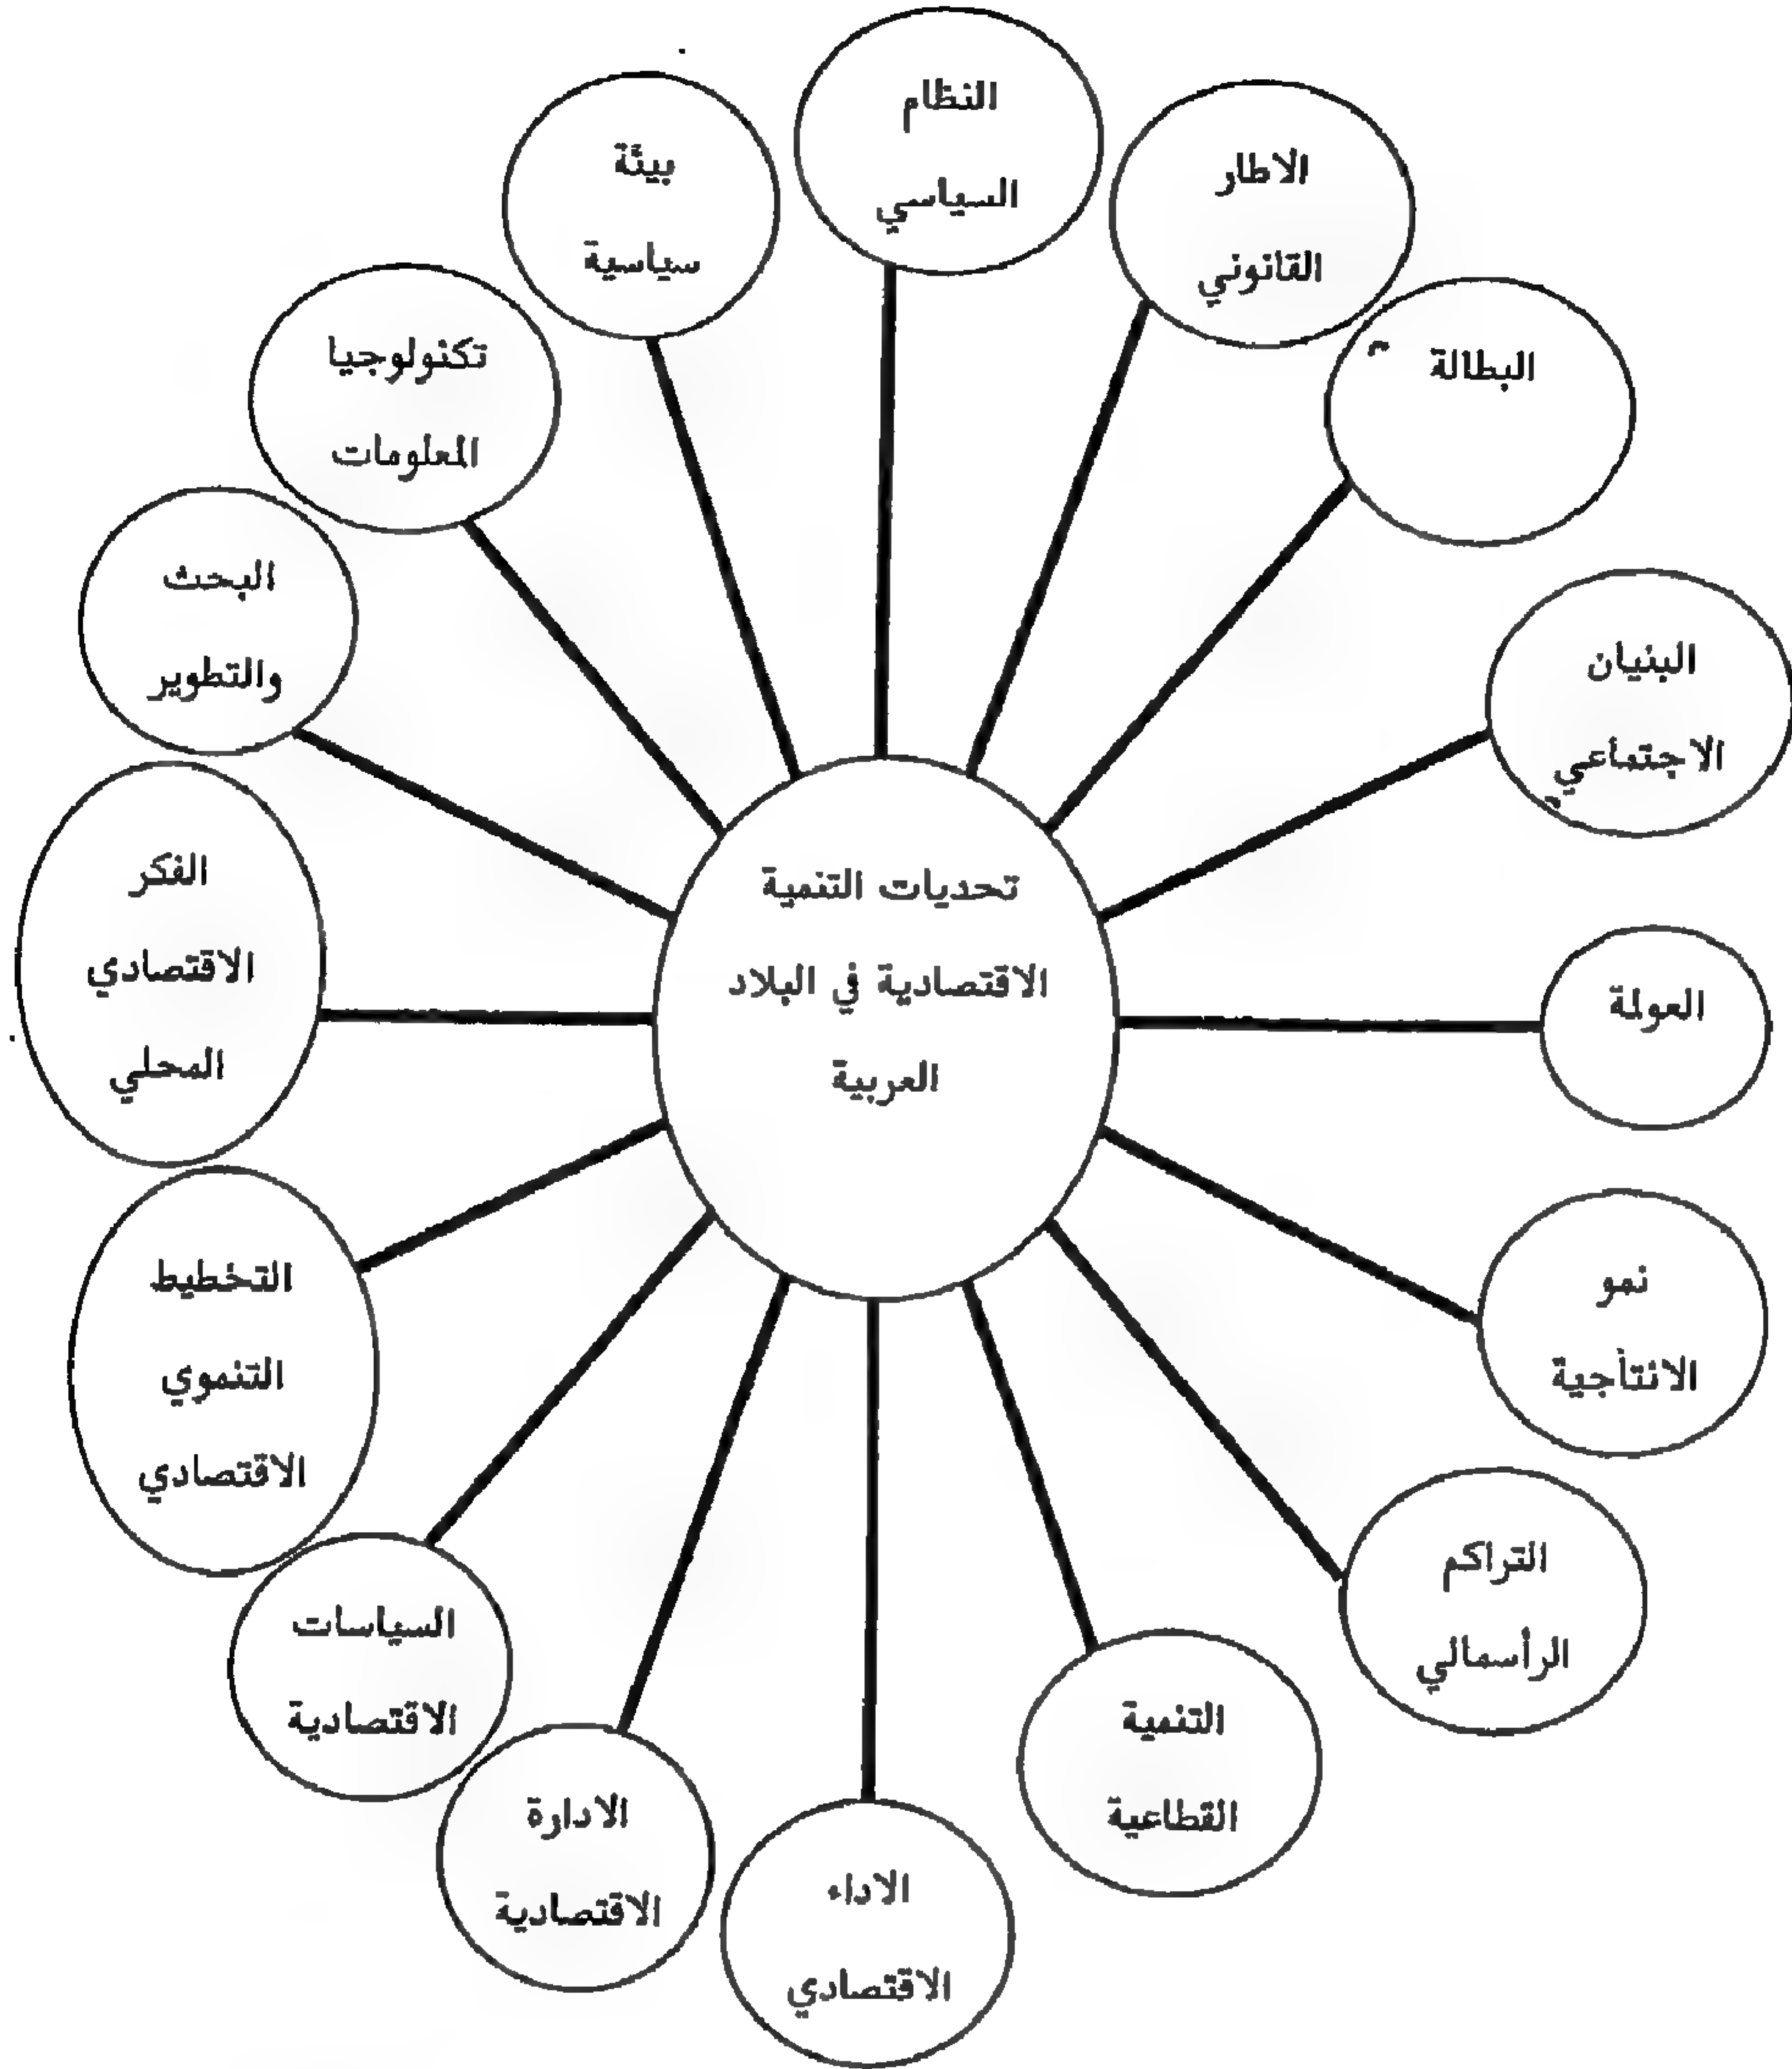 النظام
السياسي
الاطار
القانوني
البطالة
البنيان
الاجتماعي
العولمة
نمو
الانتاجية
التراكم
الرأسمالي
التنمية
القطاعية
الاداء
الاقتصادي
الادارة
الاقتصادية
السياسات
الاقتصادية
التخطيط
التنموي
الاقتصادي
الفكر
الاقتصادي
المحلي
البحث
والتطوير
تكنولوجيا
المعلومات
بيئة
سياسية
تحديات التنمية
الاقتصادية في البلاد
العربية